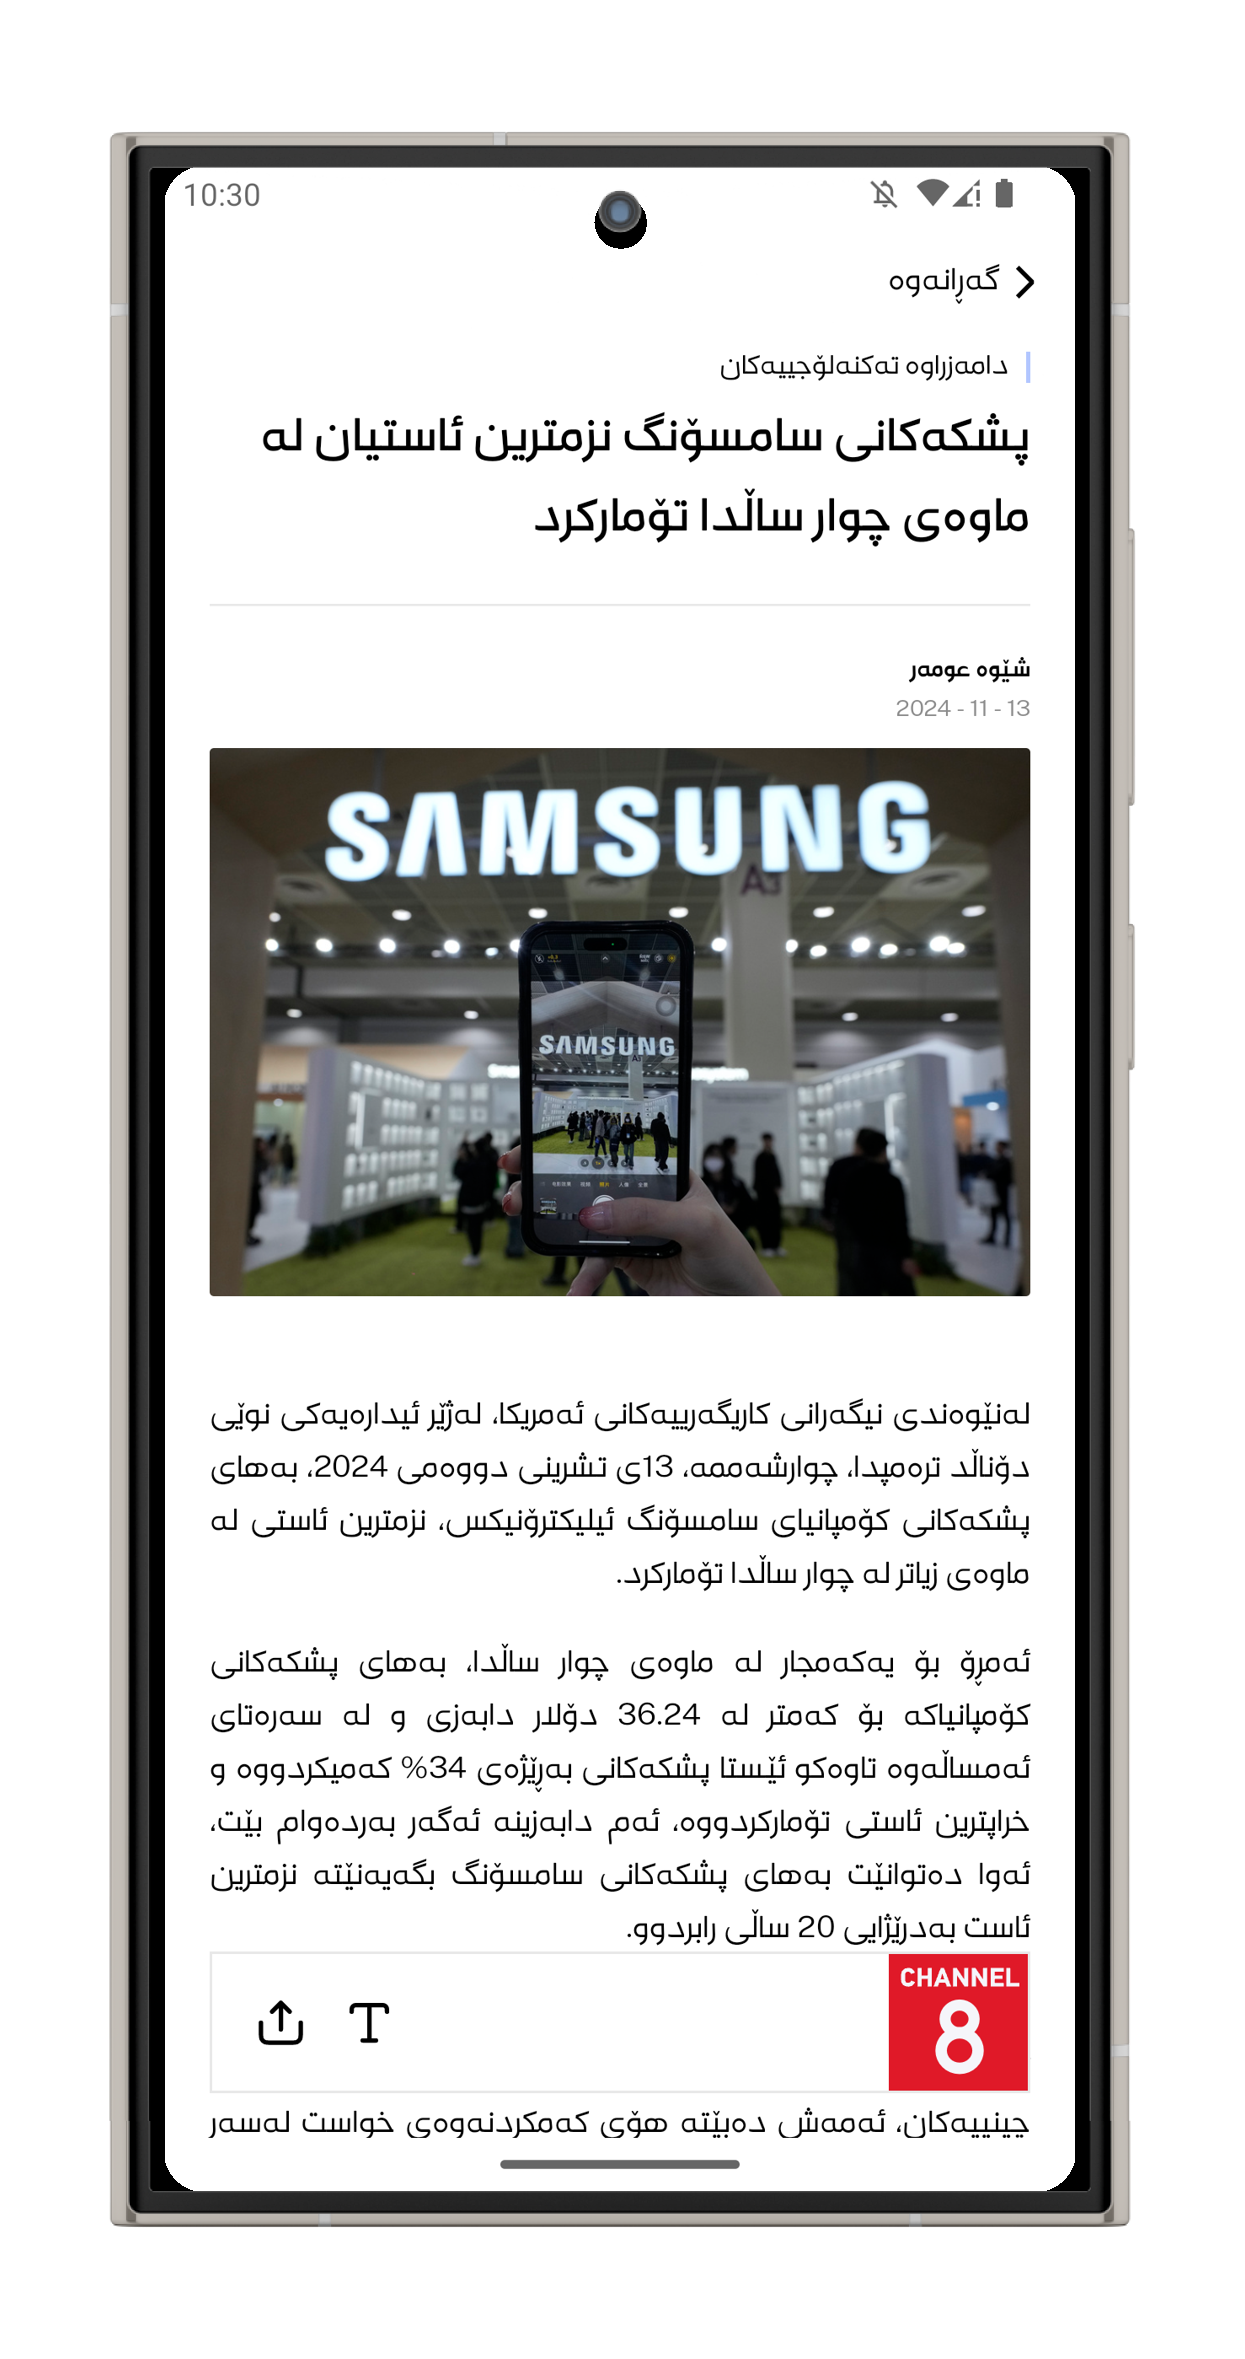 10:30
گەڕانەوە
دامەزراوە تەکنەلۆجییەکان
پشکەکانی سامسۆنگ نزمترین ئاستیان لە
ماوەی چوار ساڵدا تۆمارکرد
شێوە عومەر
2024 - 11 - 13
SAMSUNG
A3
SAMSUNG
لەنێوەندی نیگەرانی کاریگەرییەکانی ئەمریکا، لەژێر ئیدارەیەکی نوێی
دۆناڵد ترەمپدا، چوارشەممە، 13ی تشرینی دووەمی 2024، بەهای
پشکەکانی کۆمپانیای سامسۆنگ ئیلیکترۆنیکس، نزمترین ئاستی لە
ماوەی زیاتر لە چوار ساڵدا تۆمارکرد.
ئەمڕۆ بۆ یەکەمجار لە ماوەی چوار ساڵدا، بەهای پشکەکانی
کۆمپانیاکە بۆ کەمتر لە 36.24 دۆلار دابەزی و لە سەرەتای
ئەمساڵەوە تاوەکو ئێستا پشکەکانی بەڕێژەی 34% کەمیکردووە و
خراپترین ئاستی تۆمارکردووە، ئەم دابەزینە ئەگەر بەردەوام بێت،
ئەوا دەتوانێت بەهای پشکەکانی سامسۆنگ بگەیەنێتە نزمترین
ئاست بەدرێژایی 20 ساڵی رابردوو.
CHANNEL
8
چینییەکان، ئەمەش دەبێتە هۆی کەمکردنەوەی خواست لەسەر